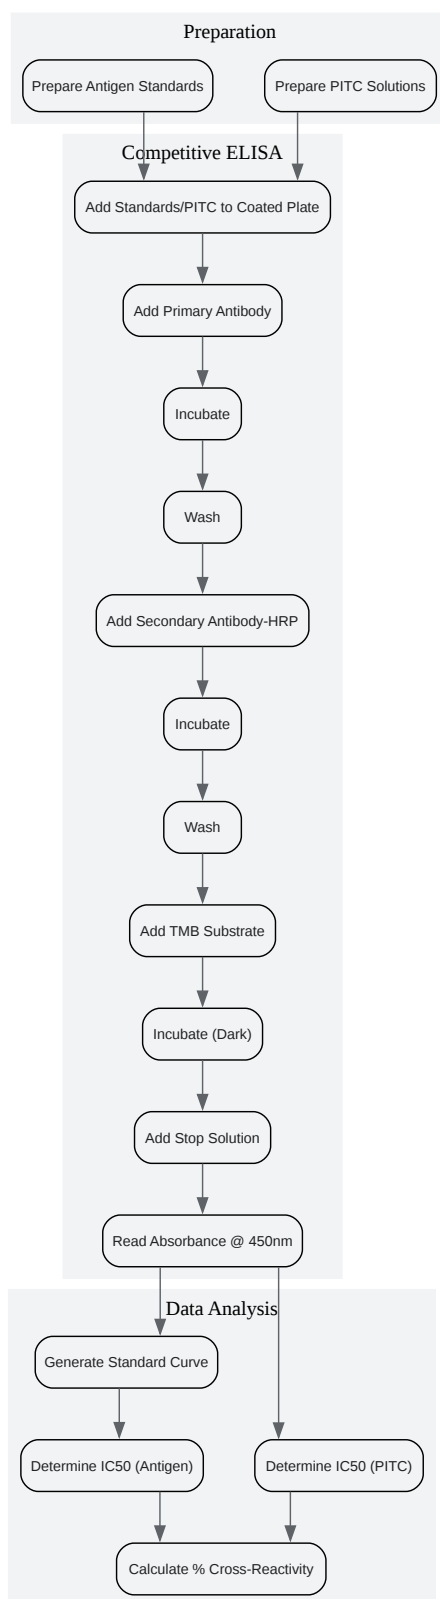 Preparation
Prepare Antigen Standards
Prepare PITC Solutions
Competitive ELISA
Add Standards/PITC to Coated Plate
Add Primary Antibody
Incubate
Wash
Add Secondary Antibody-HRP
Incubate
Wash
Add TMB Substrate
Incubate (Dark)
Add Stop Solution
Read Absorbance @ 450nm
Data Analysis
Generate Standard Curve
Determine IC50 (Antigen)
Determine IC50 (PITC)
Calculate % Cross-Reactivity